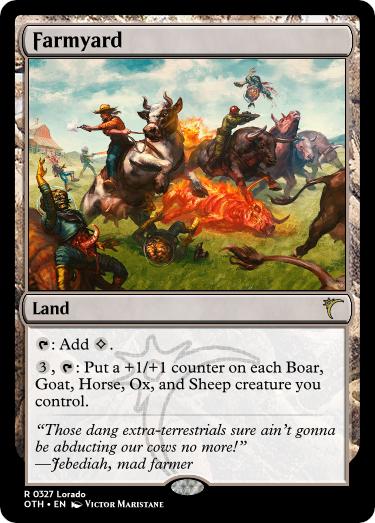 Farmyard
Land
: Add .
3, : Put a +1/+1 counter on each Boar,
Goat, Horse, Ox, and Sheep creature you
control.
“Those dang extra-terrestrials sure ain't gonna
be abducting our cows no more!”
—Jebediah, mad farmer
R 0327 Lorado
OTH • EN Victor Maristane